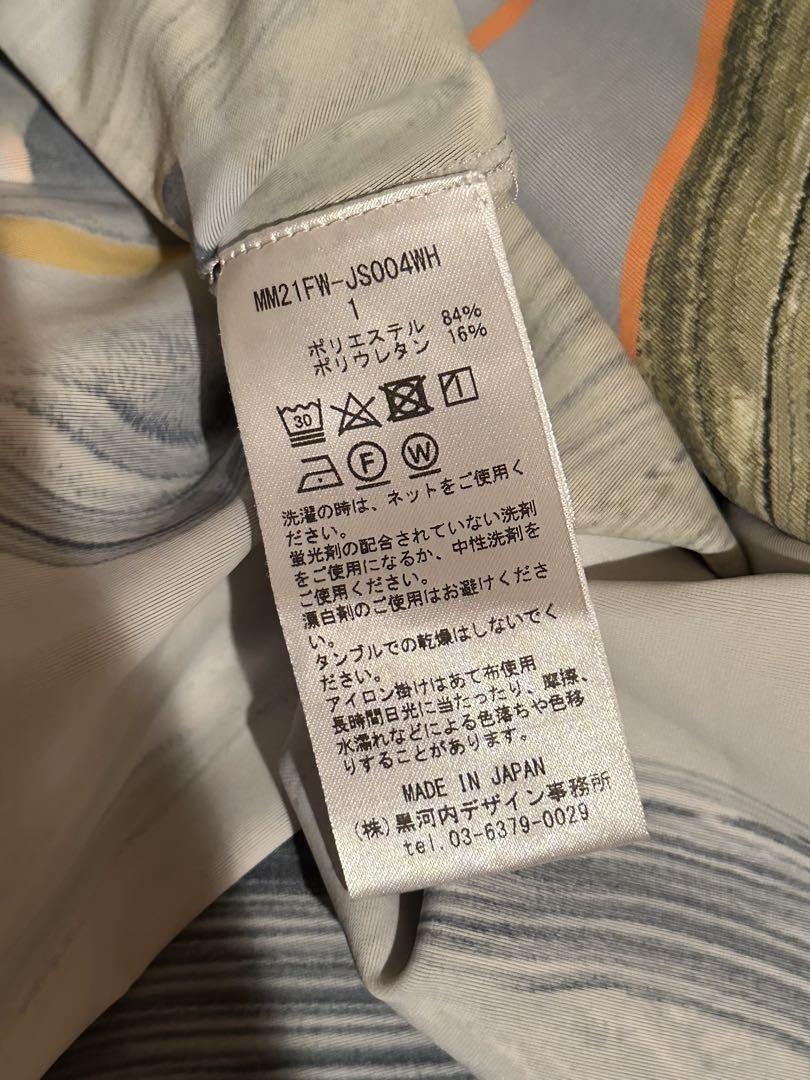 MM21FW-JS004WH
1
ポリエステル 84%
ポリウレタン 16%
30
F W
洗濯の時は、ネットをご使用く
ださい。
蛍光剤の配合されていない洗剤
をご使用になるか、中性洗剤を
ご使用ください。
漂白剤のご使用はお避けくださ
い。
タンブルでの乾燥はしないでく
ださい。
アイロン掛けはあて布使用
長時間日光に当たったり、摩擦、
水濡れなどによる色落ちや色移
りすることがあります。
MADE IN JAPAN
(株)黒河内デザイン事務所
tel.03-6379-0029